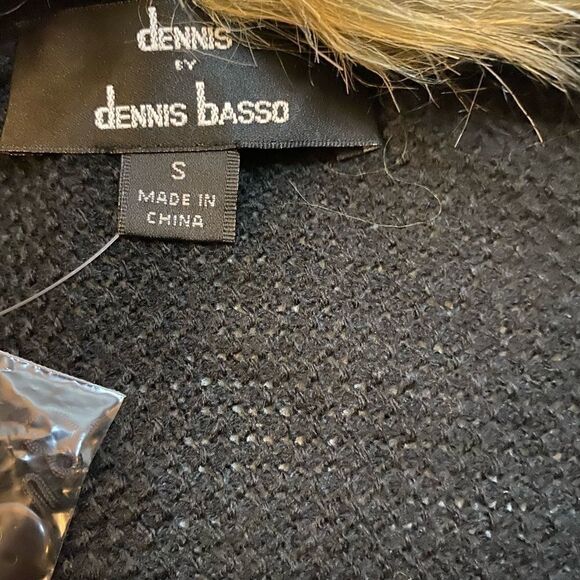 dENNIS
BY
dENNIS bASSO
S
MADE IN
CHINA